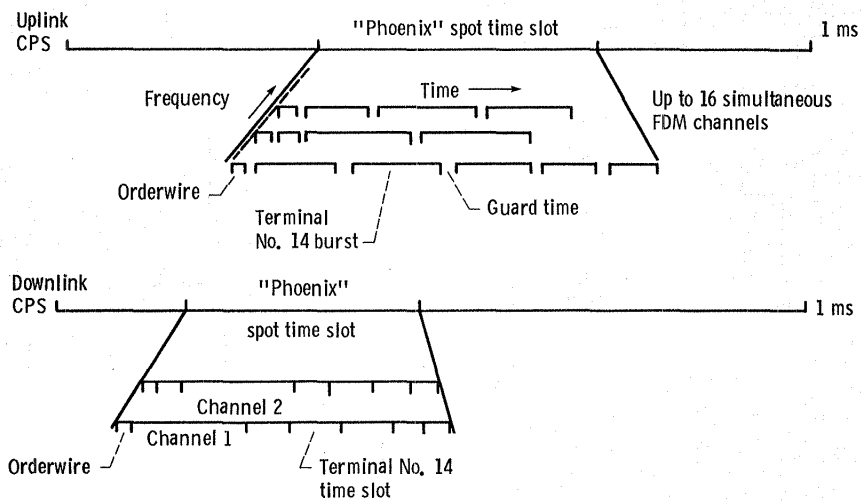 Uplink
CPS
"Phoenix" spot time slot
1 ms
Frequency
Time
Up to 16 simultaneous
FDM channels
Orderwire
Guard time
Terminal
No. 14 burst
Downlink
CPS
"Phoenix"
spot time slot
1 ms
Channel 2
Channel 1
Orderwire
Terminal No. 14
time slot